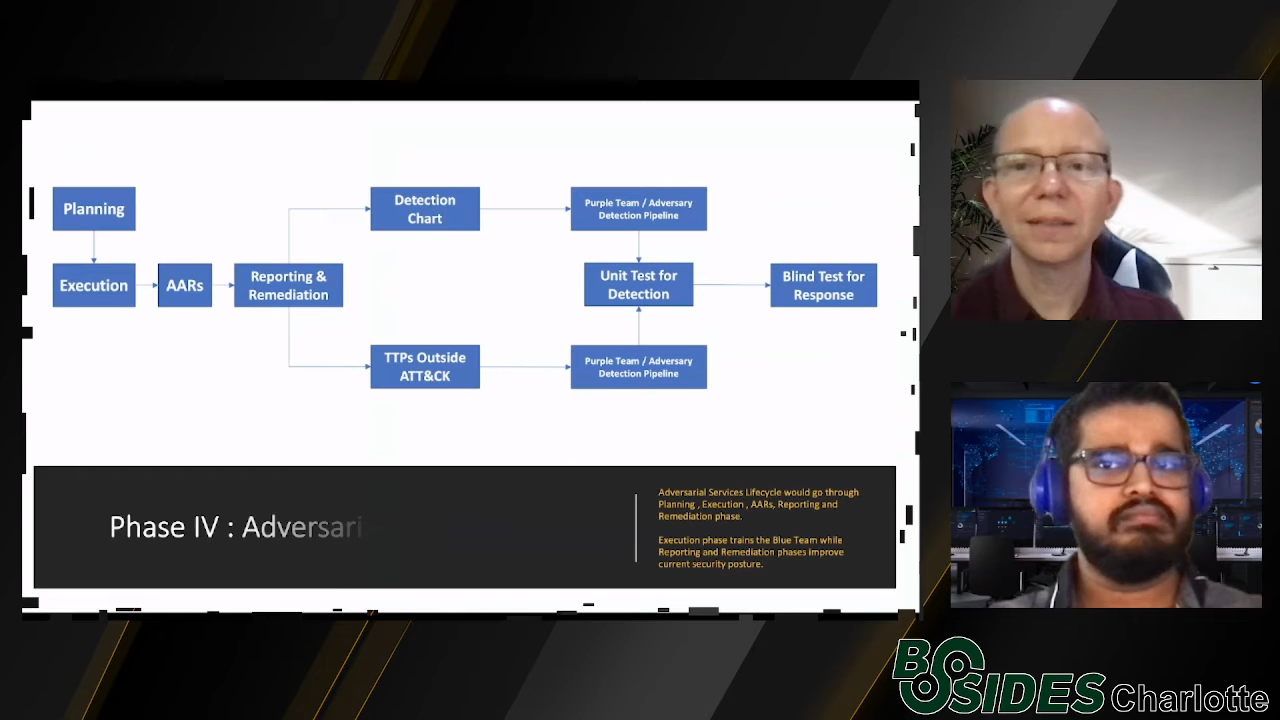 Planning
Execution
AARs
Reporting &
Remediation
Detection
Chart
Purple Team / Adversary
Detection Pipeline
Unit Test for
Detection
Blind Test for
Response
TTPs Outside
ATT&CK
Purple Team / Adversary
Detection Pipeline
Phase IV : Adversari
Adversarial Services Lifecycle would go through
Planning , Execution , AARs, Reporting and
Remediation phase.
Execution phase trains the Blue Team while
Reporting and Remediation phases improve
current security posture.
BSIDES Charlotte